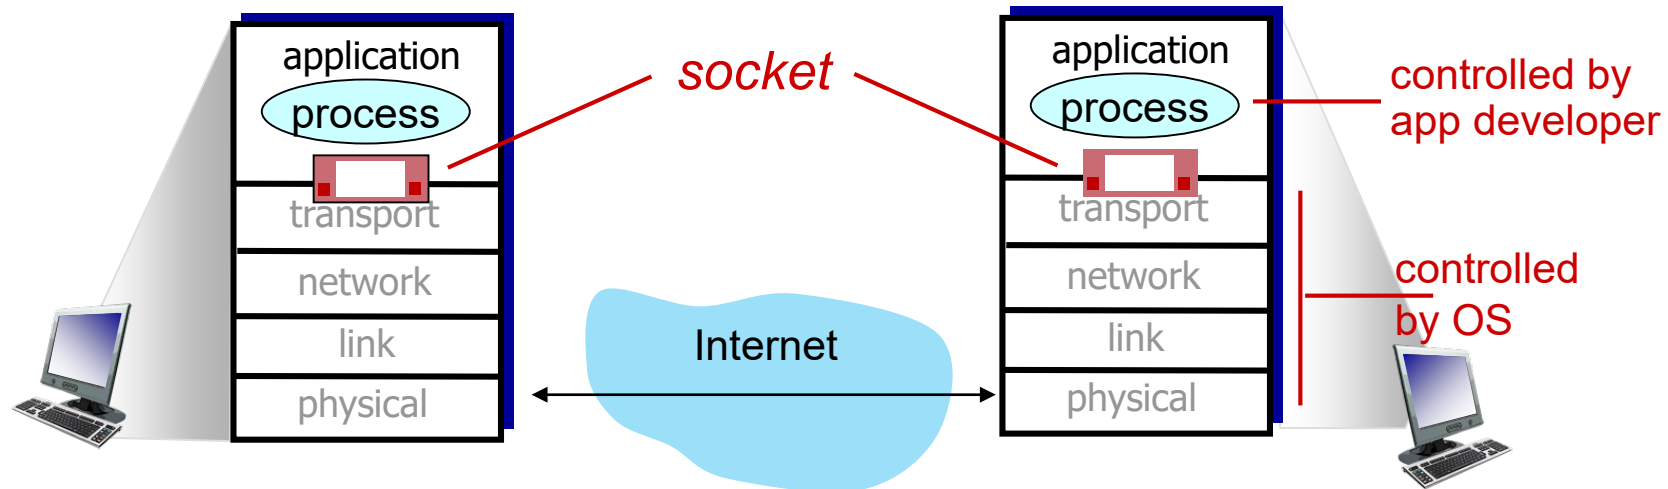 application
process
transport
network
link
physical
socket
Internet
application
process
transport
network
link
physical
controlled by
app developer
controlled
by OS